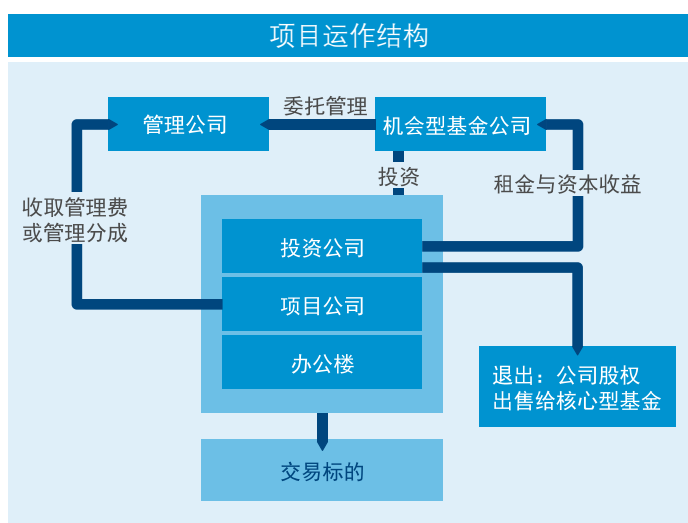 项目运作结构
管理公司
委托管理
机会型基金公司
投资
租金与资本收益
收取管理费
或管理分成
投资公司
项目公司
办公楼
退出：公司股权
出售给核心型基金
交易标的